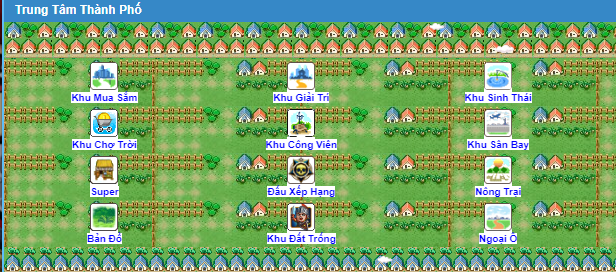 Trung Tâm Thành Phố
Khu Mua Sắm Khu Giải Trí Khu Sinh Thái
Khu Chợ Trời Khu Công Viên Khu Sân Bay
Super Đấu Xếp Hạng Nông Trại
Bản Đồ Khu Đất Trống Ngoại Ô